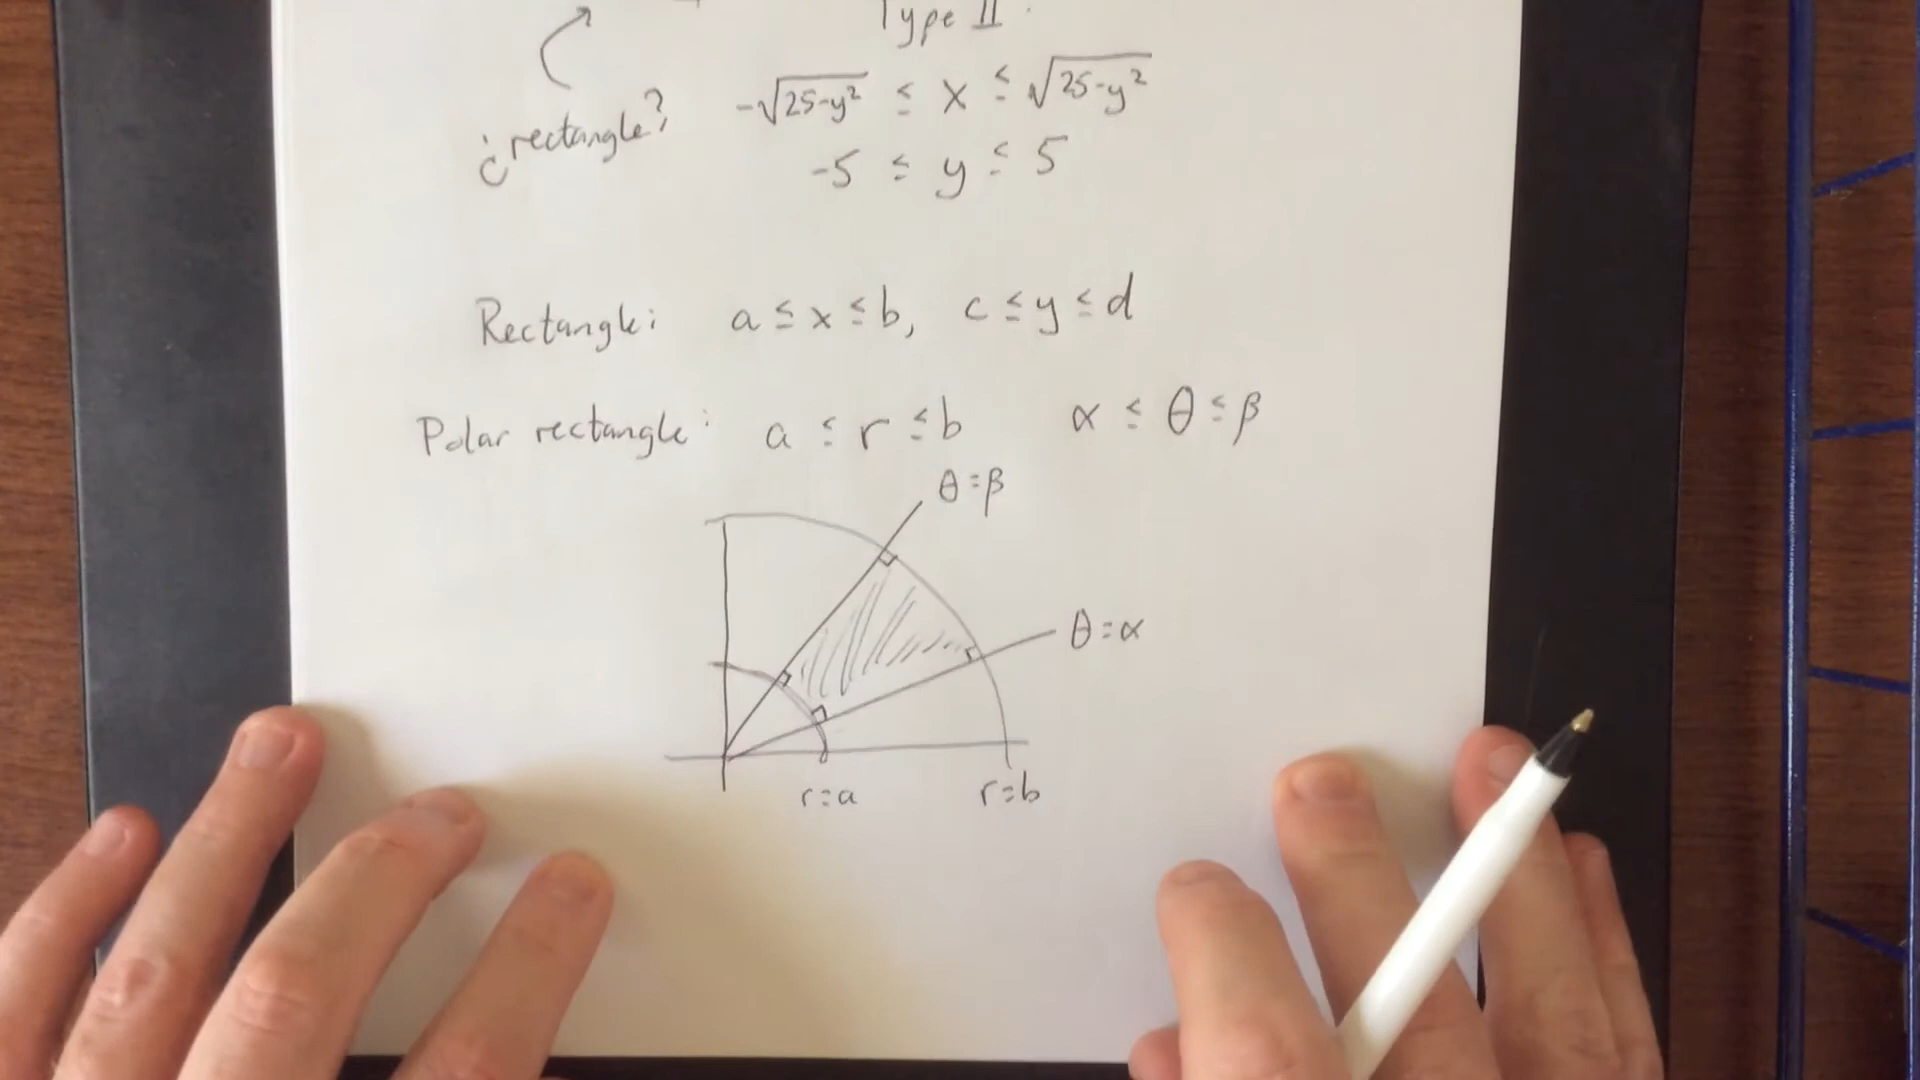 Type II.
-√25-y² ≤ x ≤ √25-y²
¿rectangle?
-5 ≤ y ≤ 5
Rectangle: a ≤ x ≤ b, c ≤ y ≤ d
Polar rectangle: a ≤ r ≤ b α ≤ θ ≤ β
θ=β
θ=α
r=a r=b